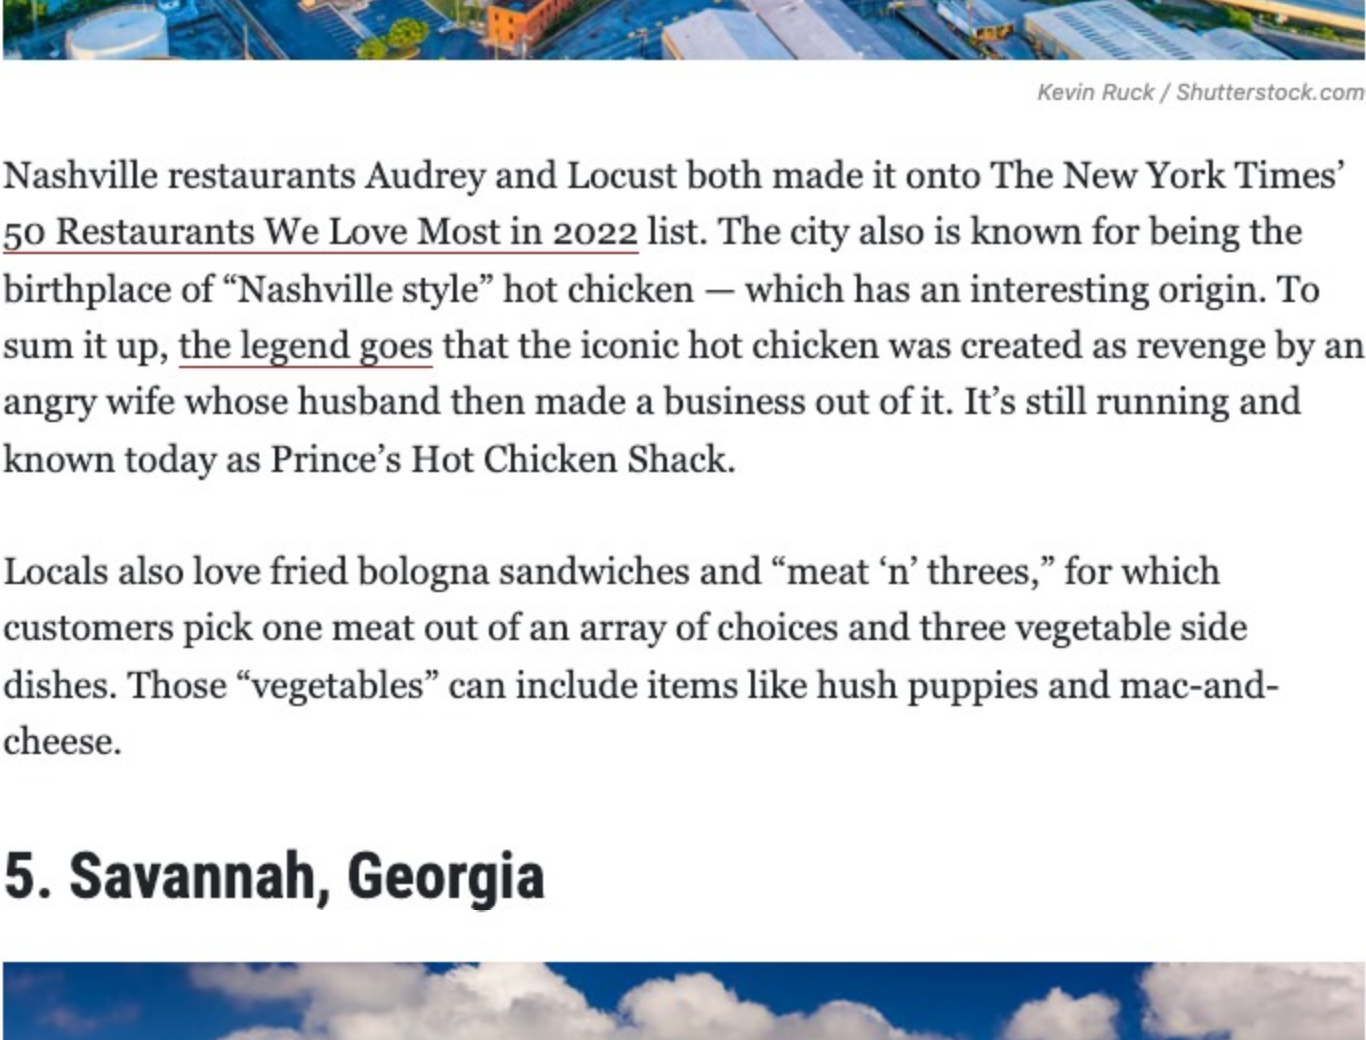 Kevin Ruck / Shutterstock.com
Nashville restaurants Audrey and Locust both made it onto The New York Times’
50 Restaurants We Love Most in 2022 list. The city also is known for being the
birthplace of “Nashville style” hot chicken — which has an interesting origin. To
sum it up, the legend goes that the iconic hot chicken was created as revenge by an
angry wife whose husband then made a business out of it. It’s still running and
known today as Prince’s Hot Chicken Shack.
Locals also love fried bologna sandwiches and “meat ‘n’ threes,” for which
customers pick one meat out of an array of choices and three vegetable side
dishes. Those “vegetables” can include items like hush puppies and mac-and-
cheese.
5. Savannah, Georgia